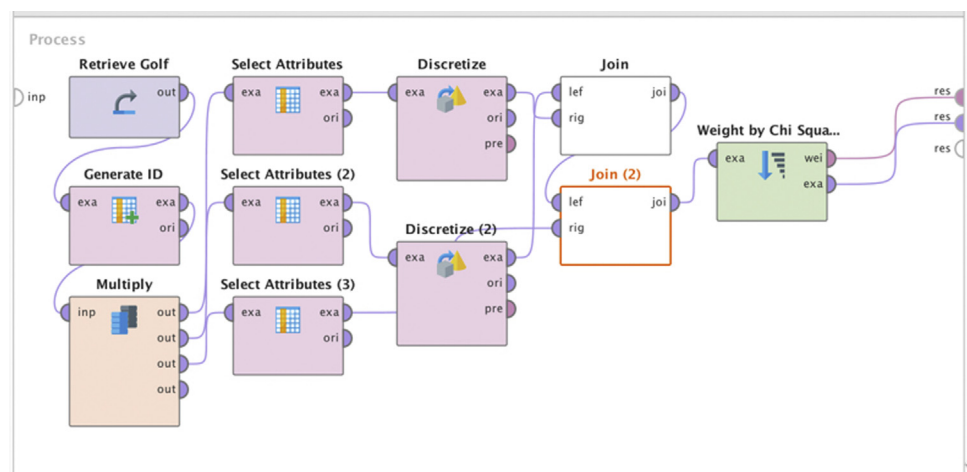 Process
inp
Retrieve Golf
out
Generate ID
exa
exa
ori
Multiply
inp
out
out
out
out
Select Attributes
exa
exa
ori
Select Attributes (2)
exa
exa
ori
Select Attributes (3)
exa
exa
ori
Discretize
exa
exa
ori
pre
Discretize (2)
exa
exa
ori
pre
Join
lef
joi
rig
Join (2)
lef
joi
rig
Weight by Chi Squa...
exa
wei
exa
res
res
res